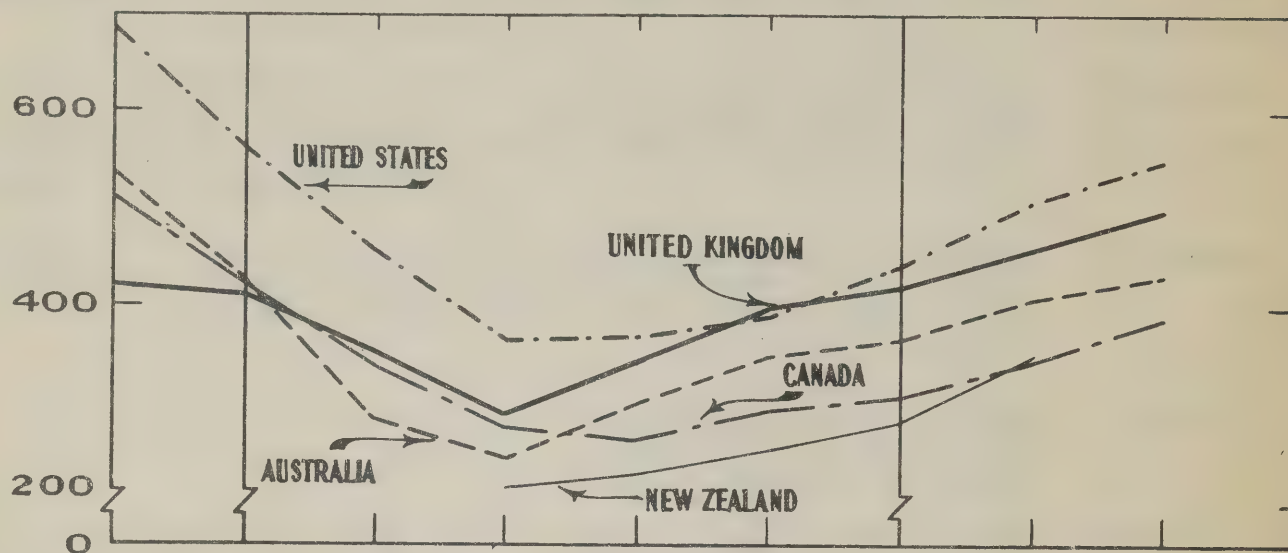 600
UNITED STATES
UNITED KINGDOM
400
CANADA
AUSTRALIA
200
NEW ZEALAND
0